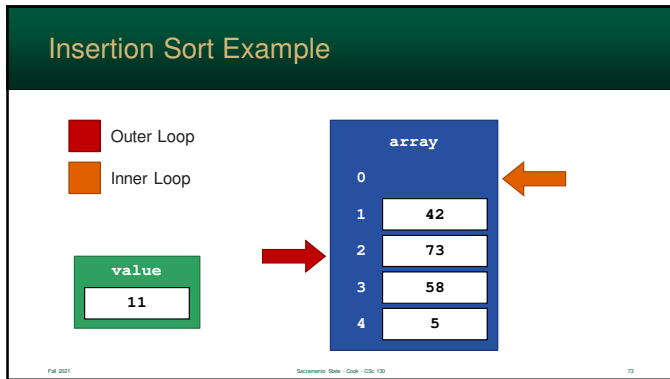 Insertion Sort Example
Outer Loop
Inner Loop
value
11
array
0
1 42
2 73
3 58
4 5
Fall 2021 Sacramento State - Cook - CSc 130 73